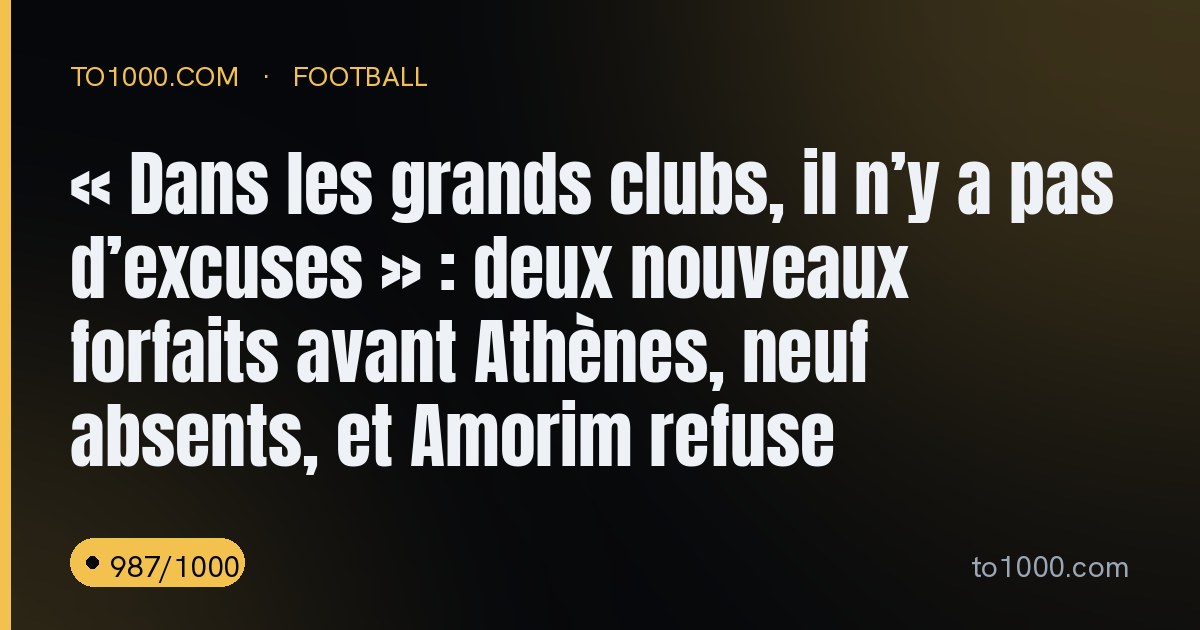 TO1000.COM · FOOTBALL
« Dans les grands clubs, il n’y a pas
d’excuses » : deux nouveaux
forfaits avant Athènes, neuf
absents, et Amorim refuse
987/1000
to1000.com